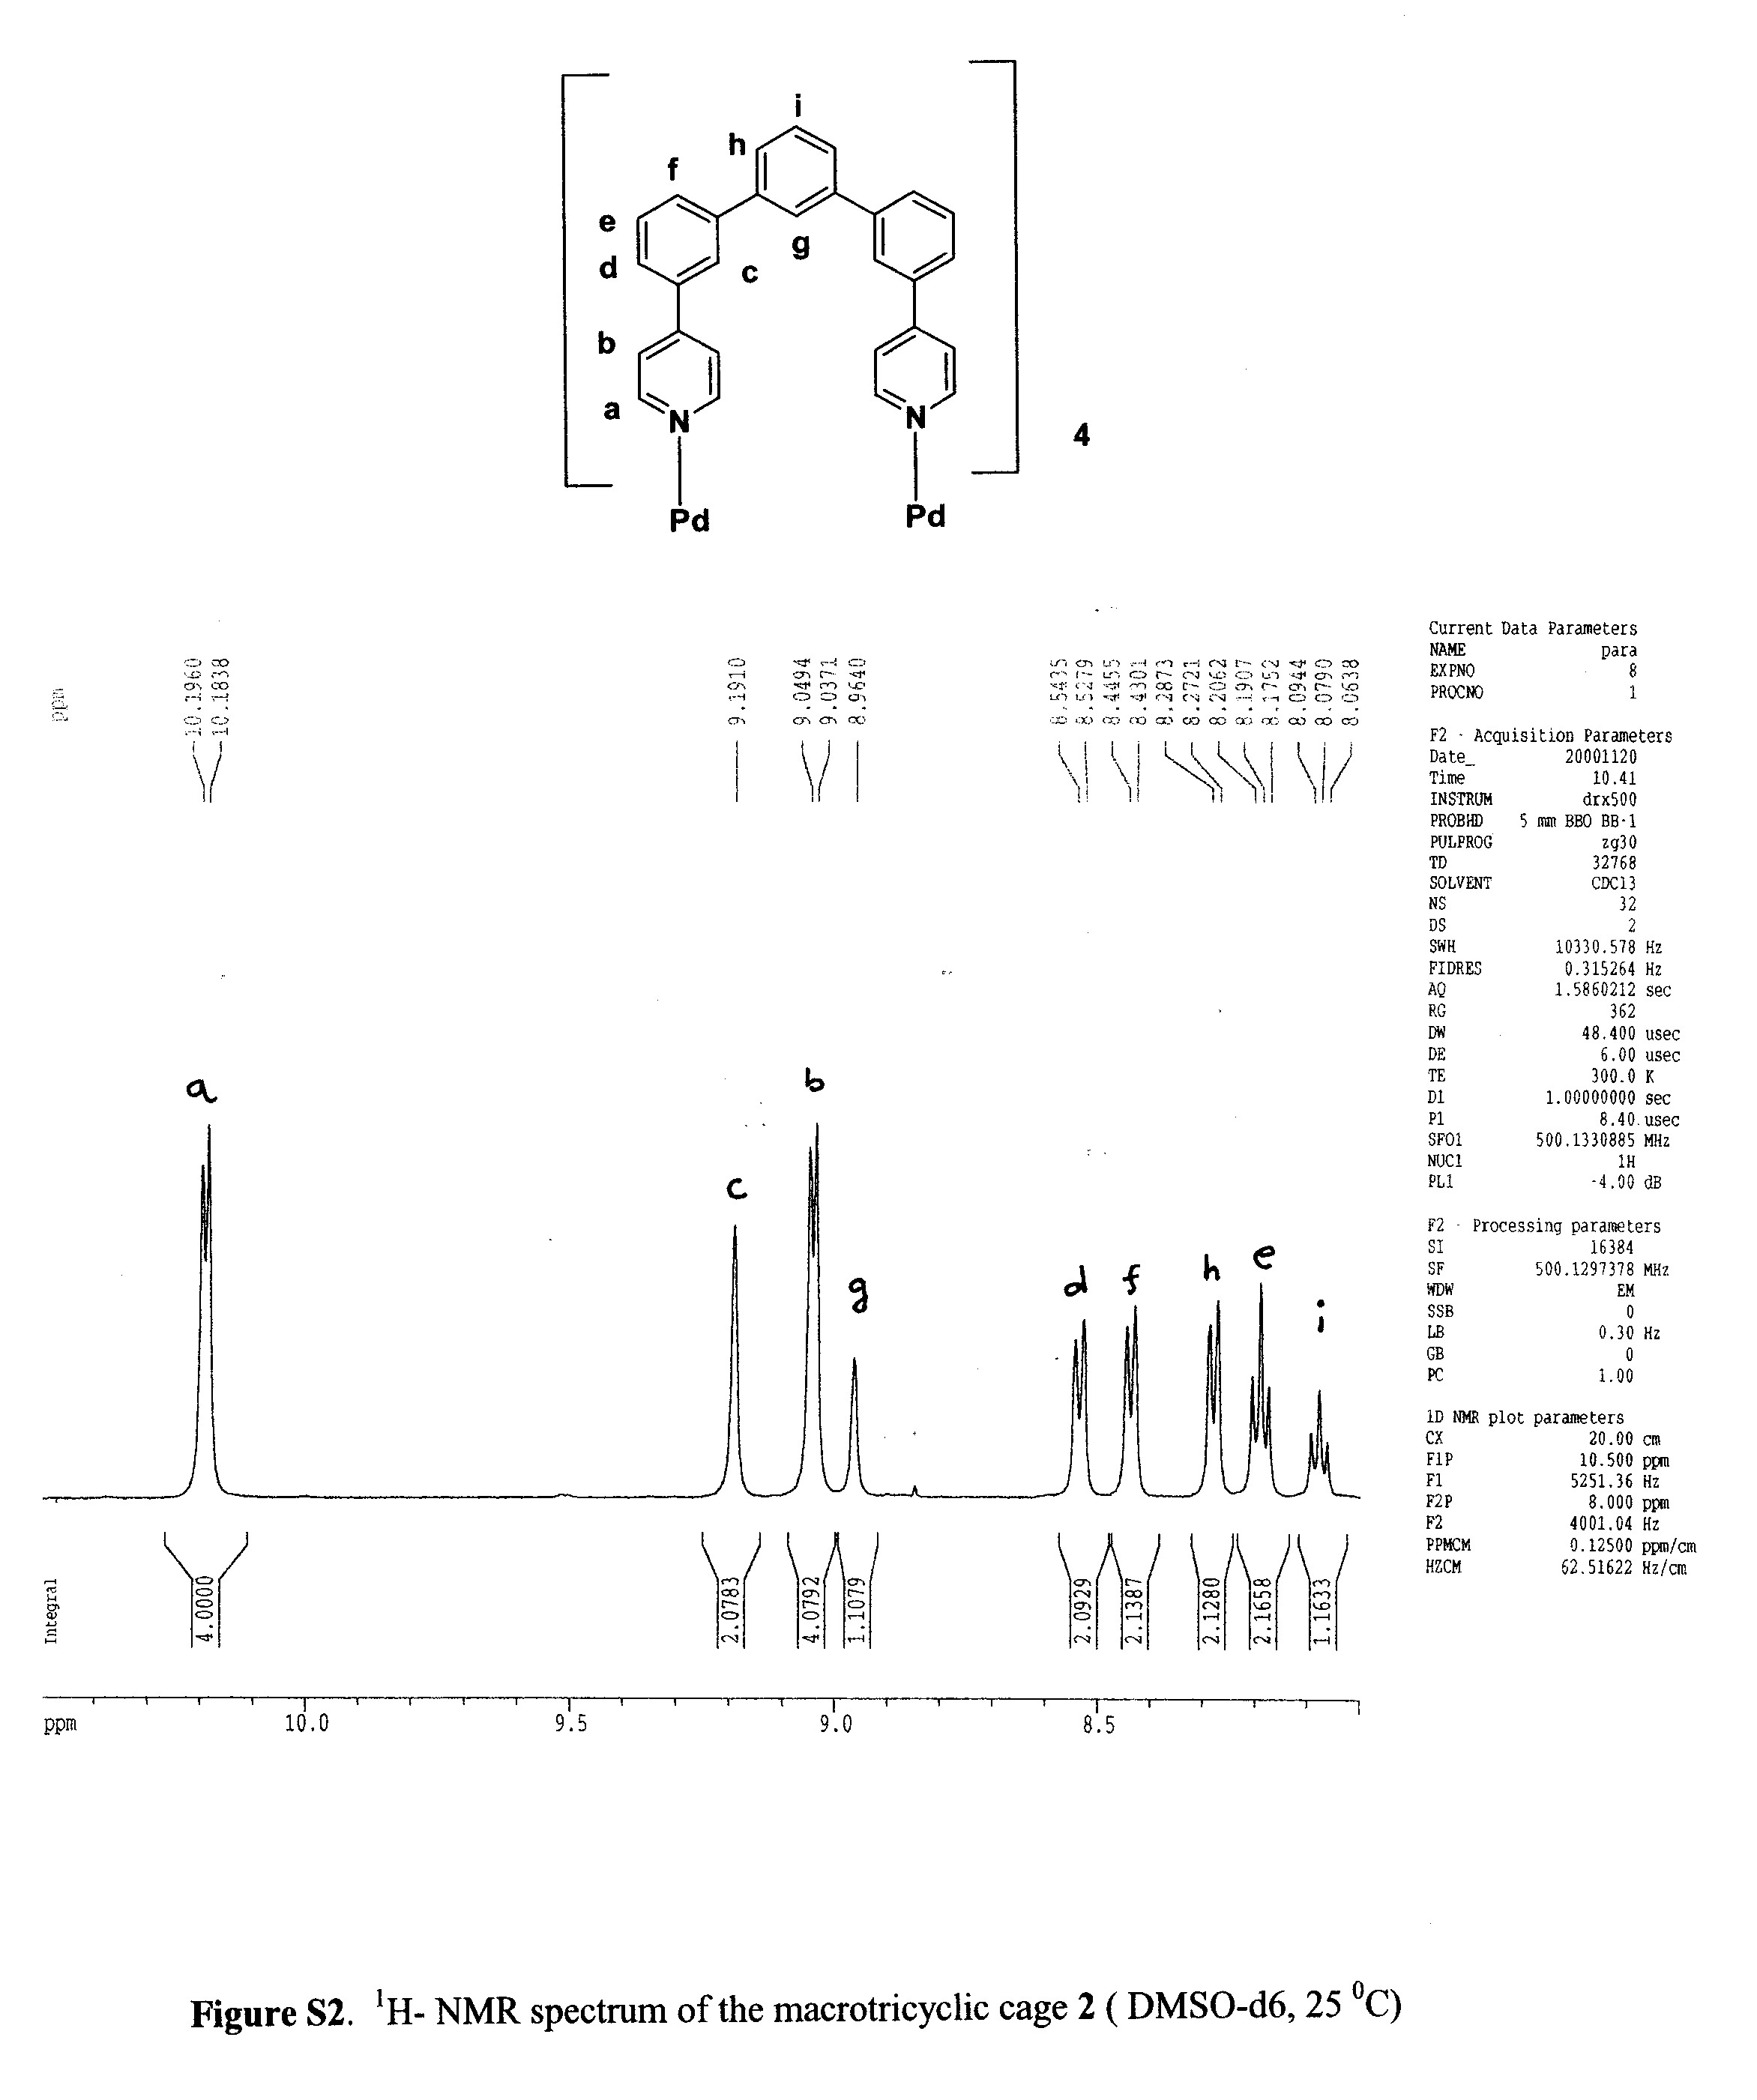 i
h
f
e
g
d
c
b
a
N
N
4
Pd
Pd
ppm
10.1960
10.1838
9.1910
9.0494
9.0371
8.9640
8.5435
8.5279
8.4455
8.4301
8.2873
8.2721
8.2062
8.1907
8.1752
8.0944
8.0790
8.0638
Current Data Parameters
NAME para
EXPNO 8
PROCNO 1
F2 - Acquisition Parameters
Date_ 20001120
Time 10.41
INSTRUM drx500
PROBHD 5 mm BBO BB-1
PULPROG zg30
TD 32768
SOLVENT CDCl3
NS 32
DS 2
SWH 10330.578 Hz
FIDRES 0.315264 Hz
AQ 1.5860212 sec
RG 362
DW 48.400 usec
DE 6.00 usec
TE 300.0 K
D1 1.00000000 sec
P1 8.40 usec
SFO1 500.1330885 MHz
NUC1 1H
PL1 -4.00 dB
F2 - Processing parameters
SI 16384
SF 500.1297378 MHz
WDW EM
SSB 0
LB 0.30 Hz
GB 0
PC 1.00
1D NMR plot parameters
CX 20.00 cm
F1P 10.500 ppm
F1 5251.36 Hz
F2P 8.000 ppm
F2 4001.04 Hz
PPMCM 0.12500 ppm/cm
HZCM 62.51622 Hz/cm
a
c
b
g
d
f
h
e
i
Integral
4.0000
2.0783
4.0792
1.1079
2.0929
2.1387
2.1280
2.1658
1.1633
ppm 10.0 9.5 9.0 8.5
Figure S2. ¹H- NMR spectrum of the macrotricyclic cage 2 ( DMSO-d6, 25 ⁰C)